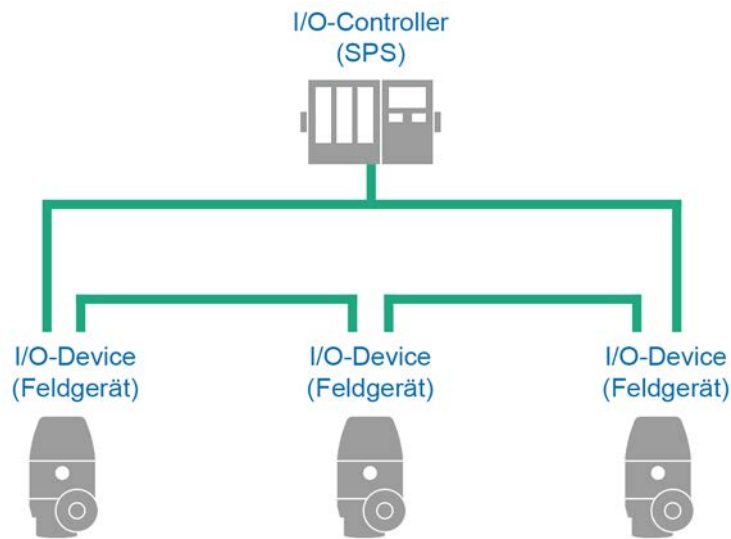 I/O-Controller
(SPS)
I/O-Device
(Feldgerät)
I/O-Device
(Feldgerät)
I/O-Device
(Feldgerät)